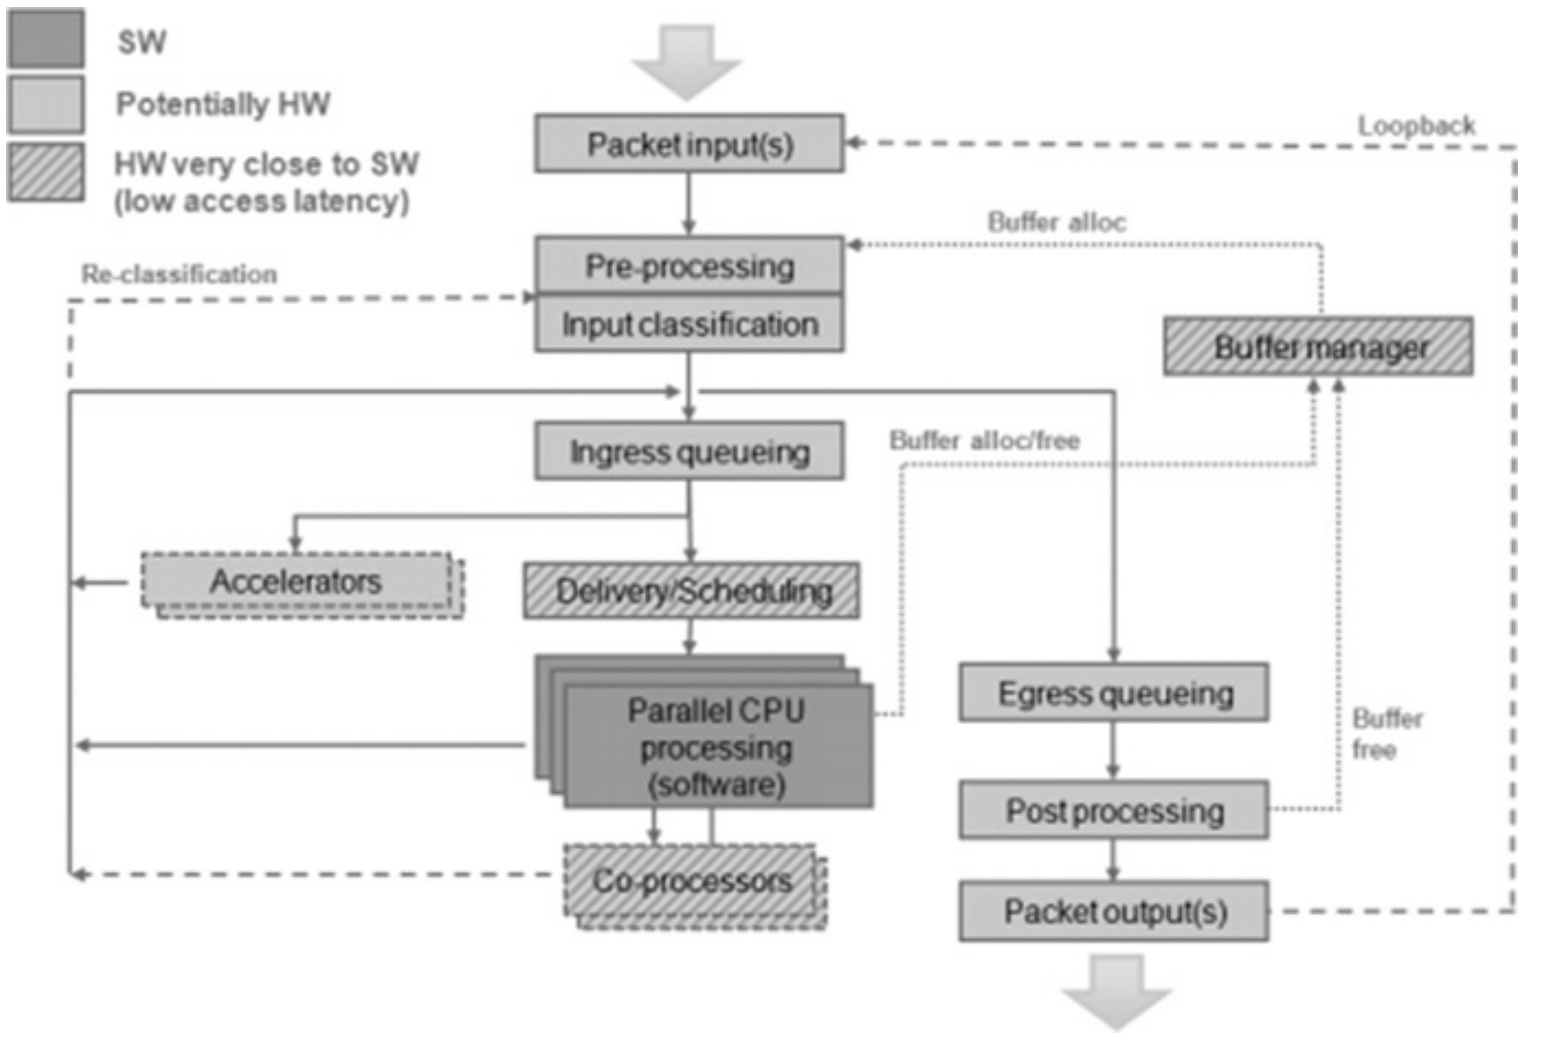 SW
Potentially HW
HW very close to SW
(low access latency)
Packet input(s)
Loopback
Buffer alloc
Pre-processing
Re-classification
Input classification
Buffer manager
Buffer alloc/free
Ingress queueing
Accelerators
Delivery/Scheduling
Parallel CPU
processing
(software)
Egress queueing
Buffer
free
Post processing
Co-processors
Packet output(s)